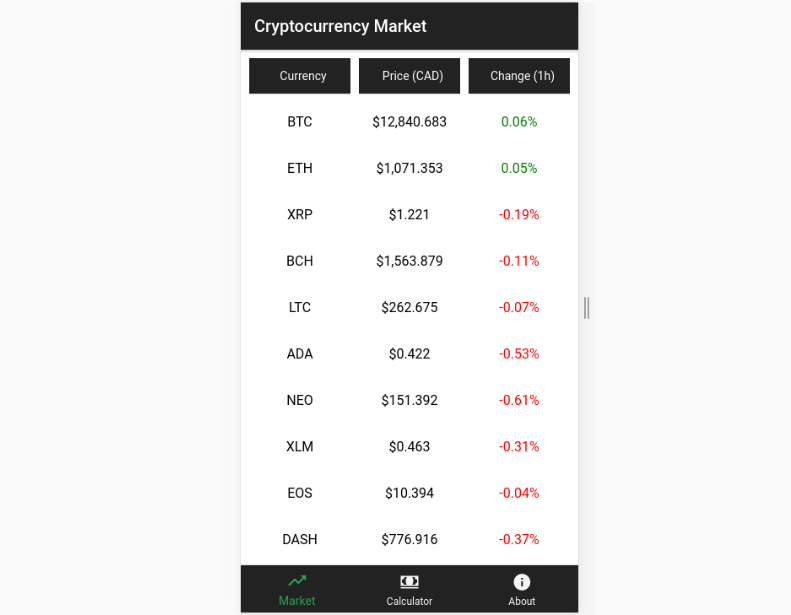 Cryptocurrency Market
Currency Price (CAD) Change (1h)
BTC $12,840.683 0.06%
ETH $1,071.353 0.05%
XRP $1.221 -0.19%
BCH $1,563.879 -0.11%
LTC $262.675 -0.07%
ADA $0.422 -0.53%
NEO $151.392 -0.61%
XLM $0.463 -0.31%
EOS $10.394 -0.04%
DASH $776.916 -0.37%
Market Calculator About